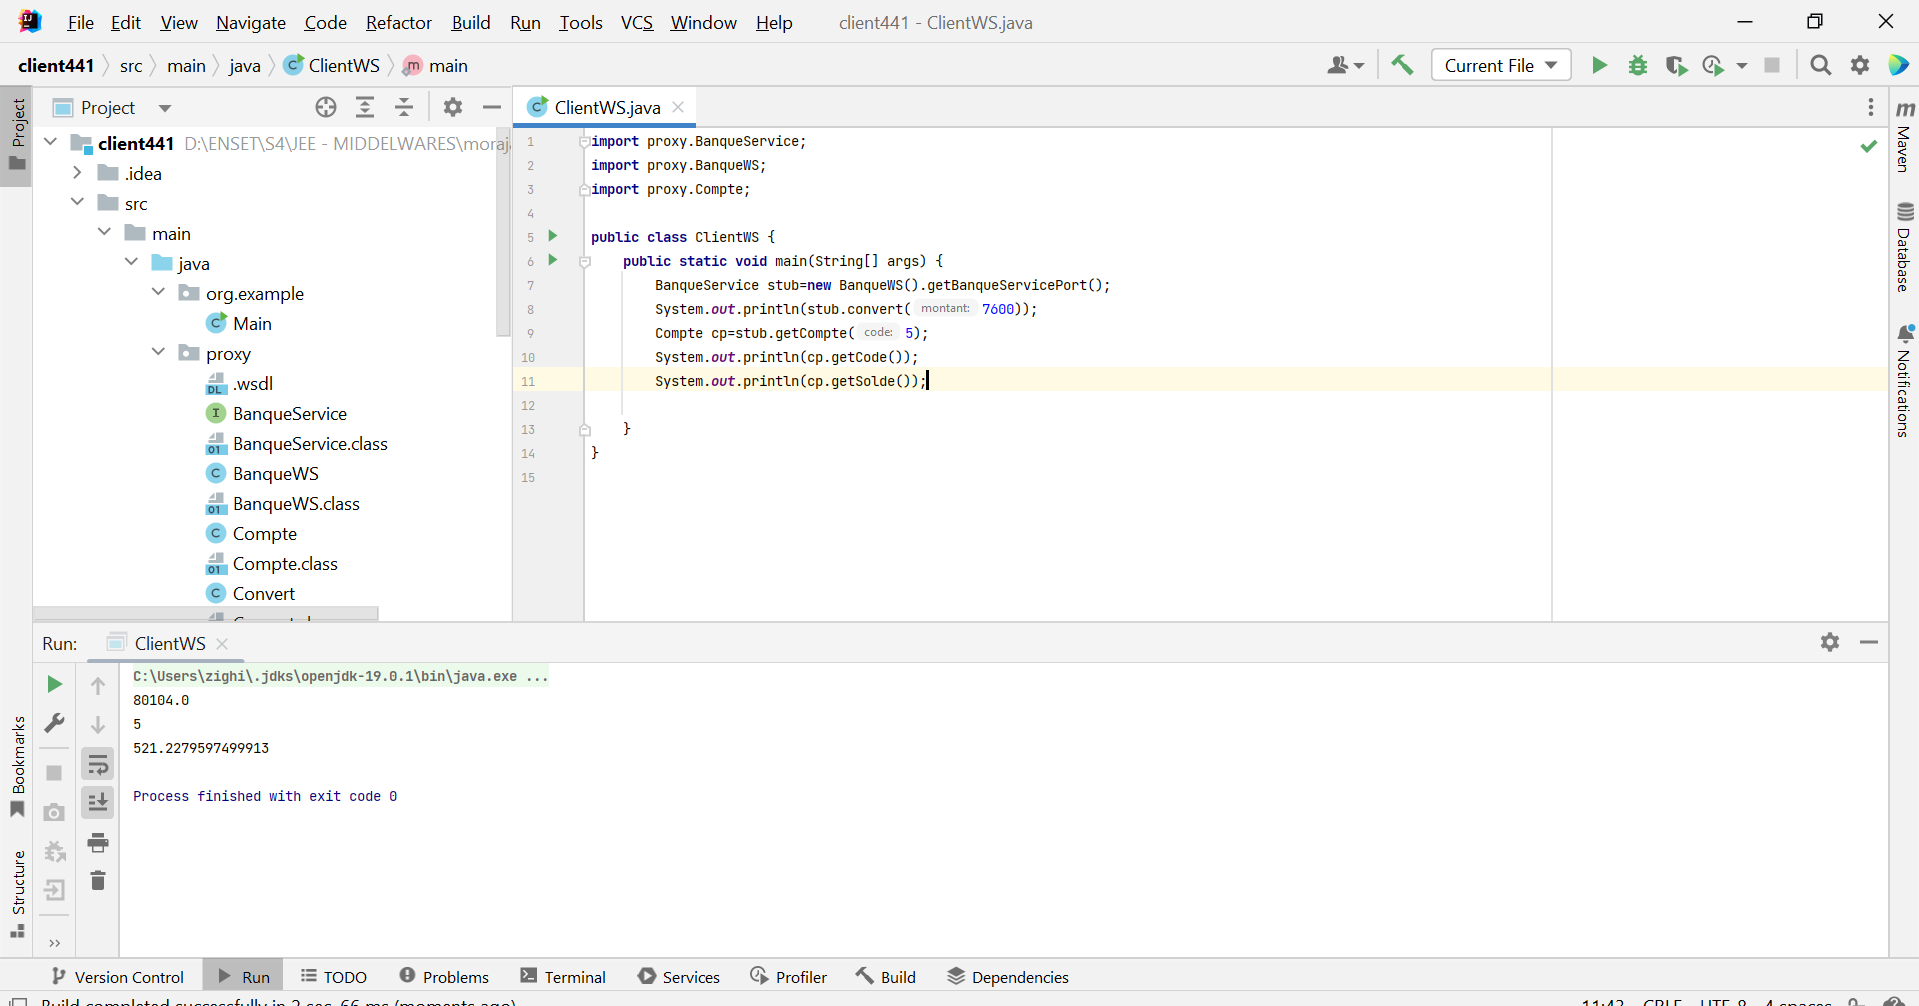 File Edit View Navigate Code Refactor Build Run Tools VCS Window Help client441 - ClientWS.java
client441 src main java ClientWS main Current File
Project ClientWS.java
client441 D:\ENSET\S4\JEE - MIDDELWARES\moraj
.idea
src
main
java
org.example
Main
proxy
.wsdl
BanqueService
BanqueService.class
BanqueWS
BanqueWS.class
Compte
Compte.class
Convert
1 import proxy.BanqueService;
2 import proxy.BanqueWS;
3 import proxy.Compte;
4
5 public class ClientWS {
6 public static void main(String[] args) {
7 BanqueService stub=new BanqueWS().getBanqueServicePort();
8 System.out.println(stub.convert( montant: 7600));
9 Compte cp=stub.getCompte( code: 5);
10 System.out.println(cp.getCode());
11 System.out.println(cp.getSolde());
12
13 }
14 }
15
Project
Bookmarks
Structure
Maven
Database
Notifications
Run: ClientWS
C:\Users\zighi\.jdks\openjdk-19.0.1\bin\java.exe ...
80104.0
5
521.2279597499913
Process finished with exit code 0
Version Control Run TODO Problems Terminal Services Profiler Build Dependencies
Build completed successfully in 2 sec, 66 ms (moments ago) 11:43 CRLF UTF-8 4 spaces